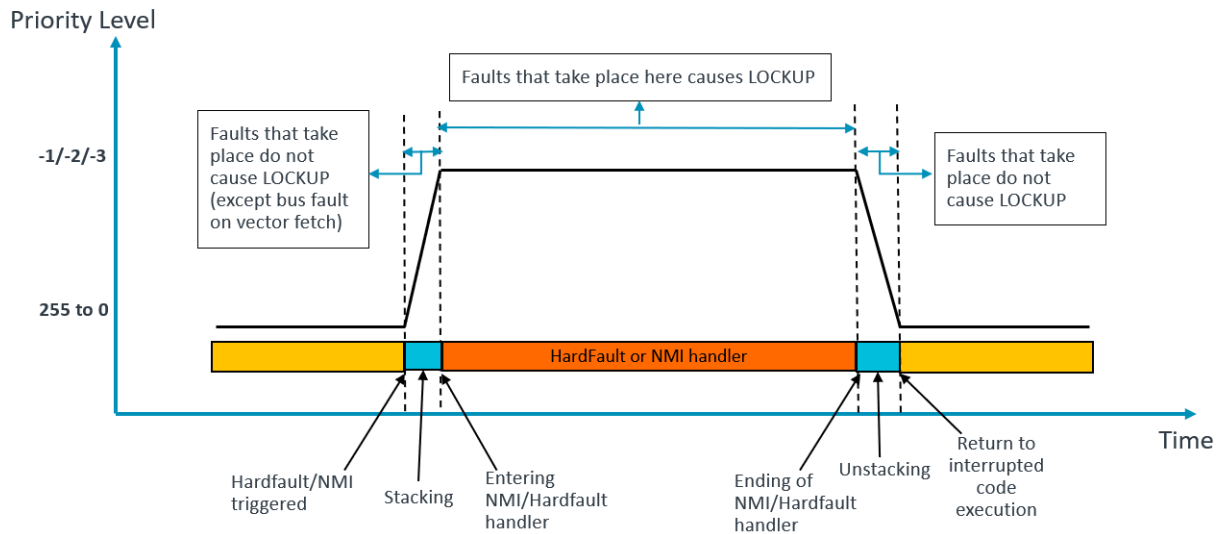 Priority Level
Faults that take place here causes LOCKUP
Faults that take
place do not
cause LOCKUP
(except bus fault
on vector fetch)
Faults that take
place do not
cause LOCKUP
-1/-2/-3
255 to 0
HardFault or NMI handler
Time
Hardfault/NMI
triggered
Stacking
Entering
NMI/Hardfault
handler
Ending of
NMI/Hardfault
handler
Unstacking
Return to
interrupted
code
execution